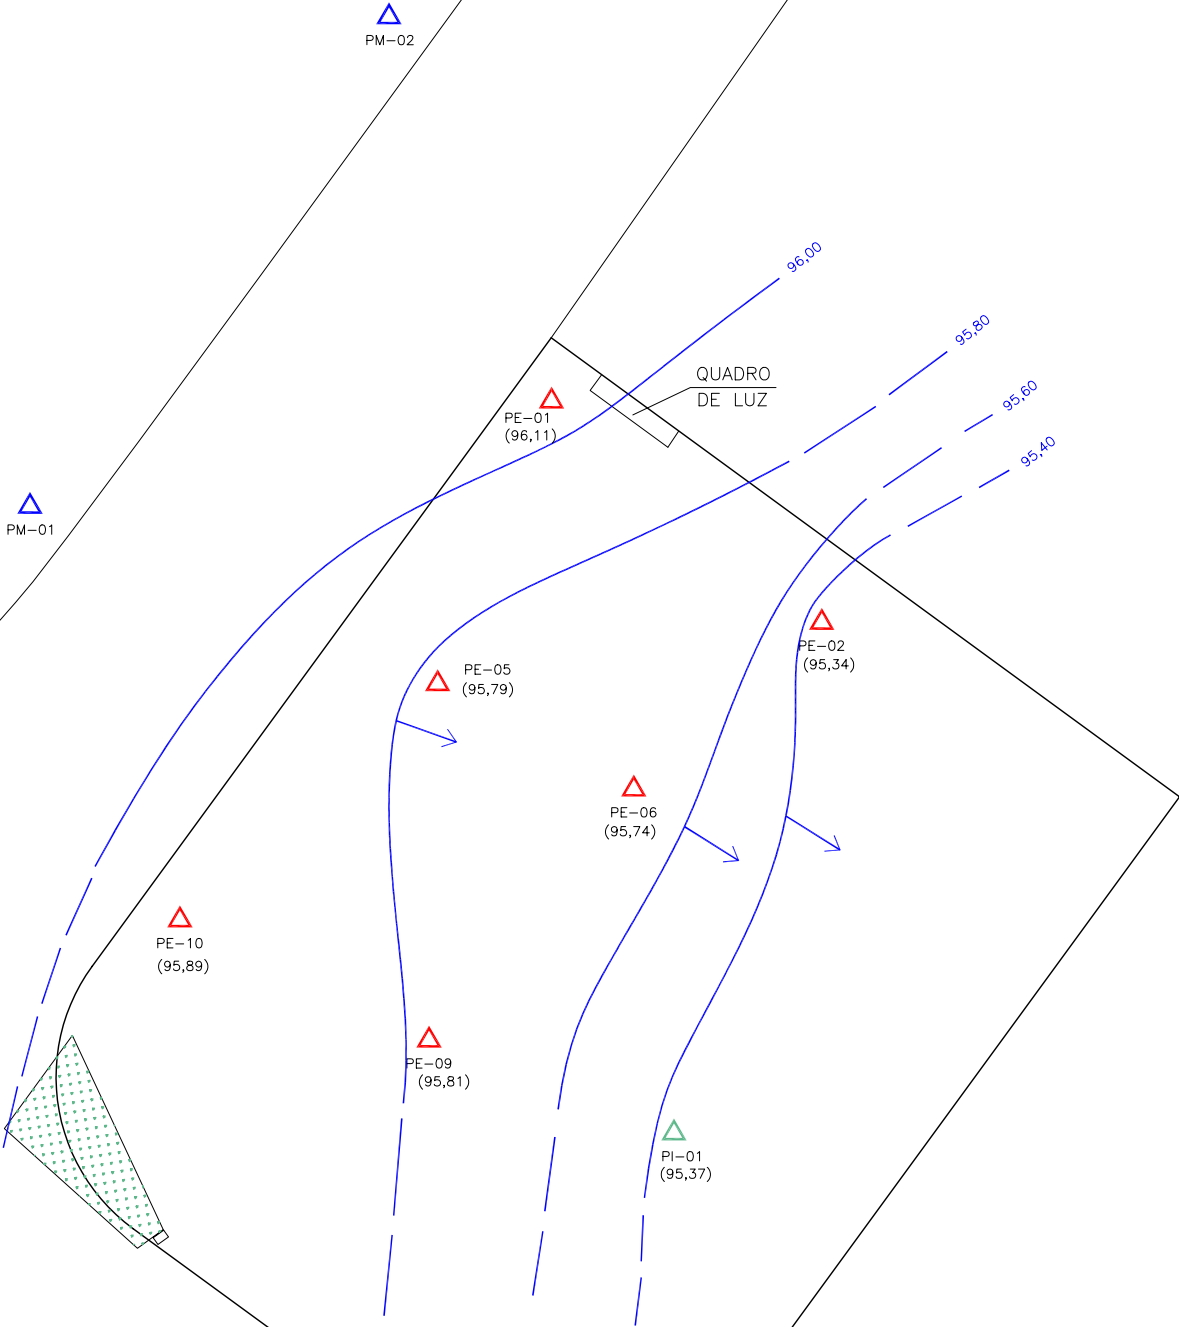 PM-02
96,00
95,80
QUADRO
DE LUZ
95,60
PE-01
(96,11)
95,40
PM-01
PE-02
(95,34)
PE-05
(95,79)
PE-06
(95,74)
PE-10
(95,89)
PE-09
(95,81)
PI-01
(95,37)